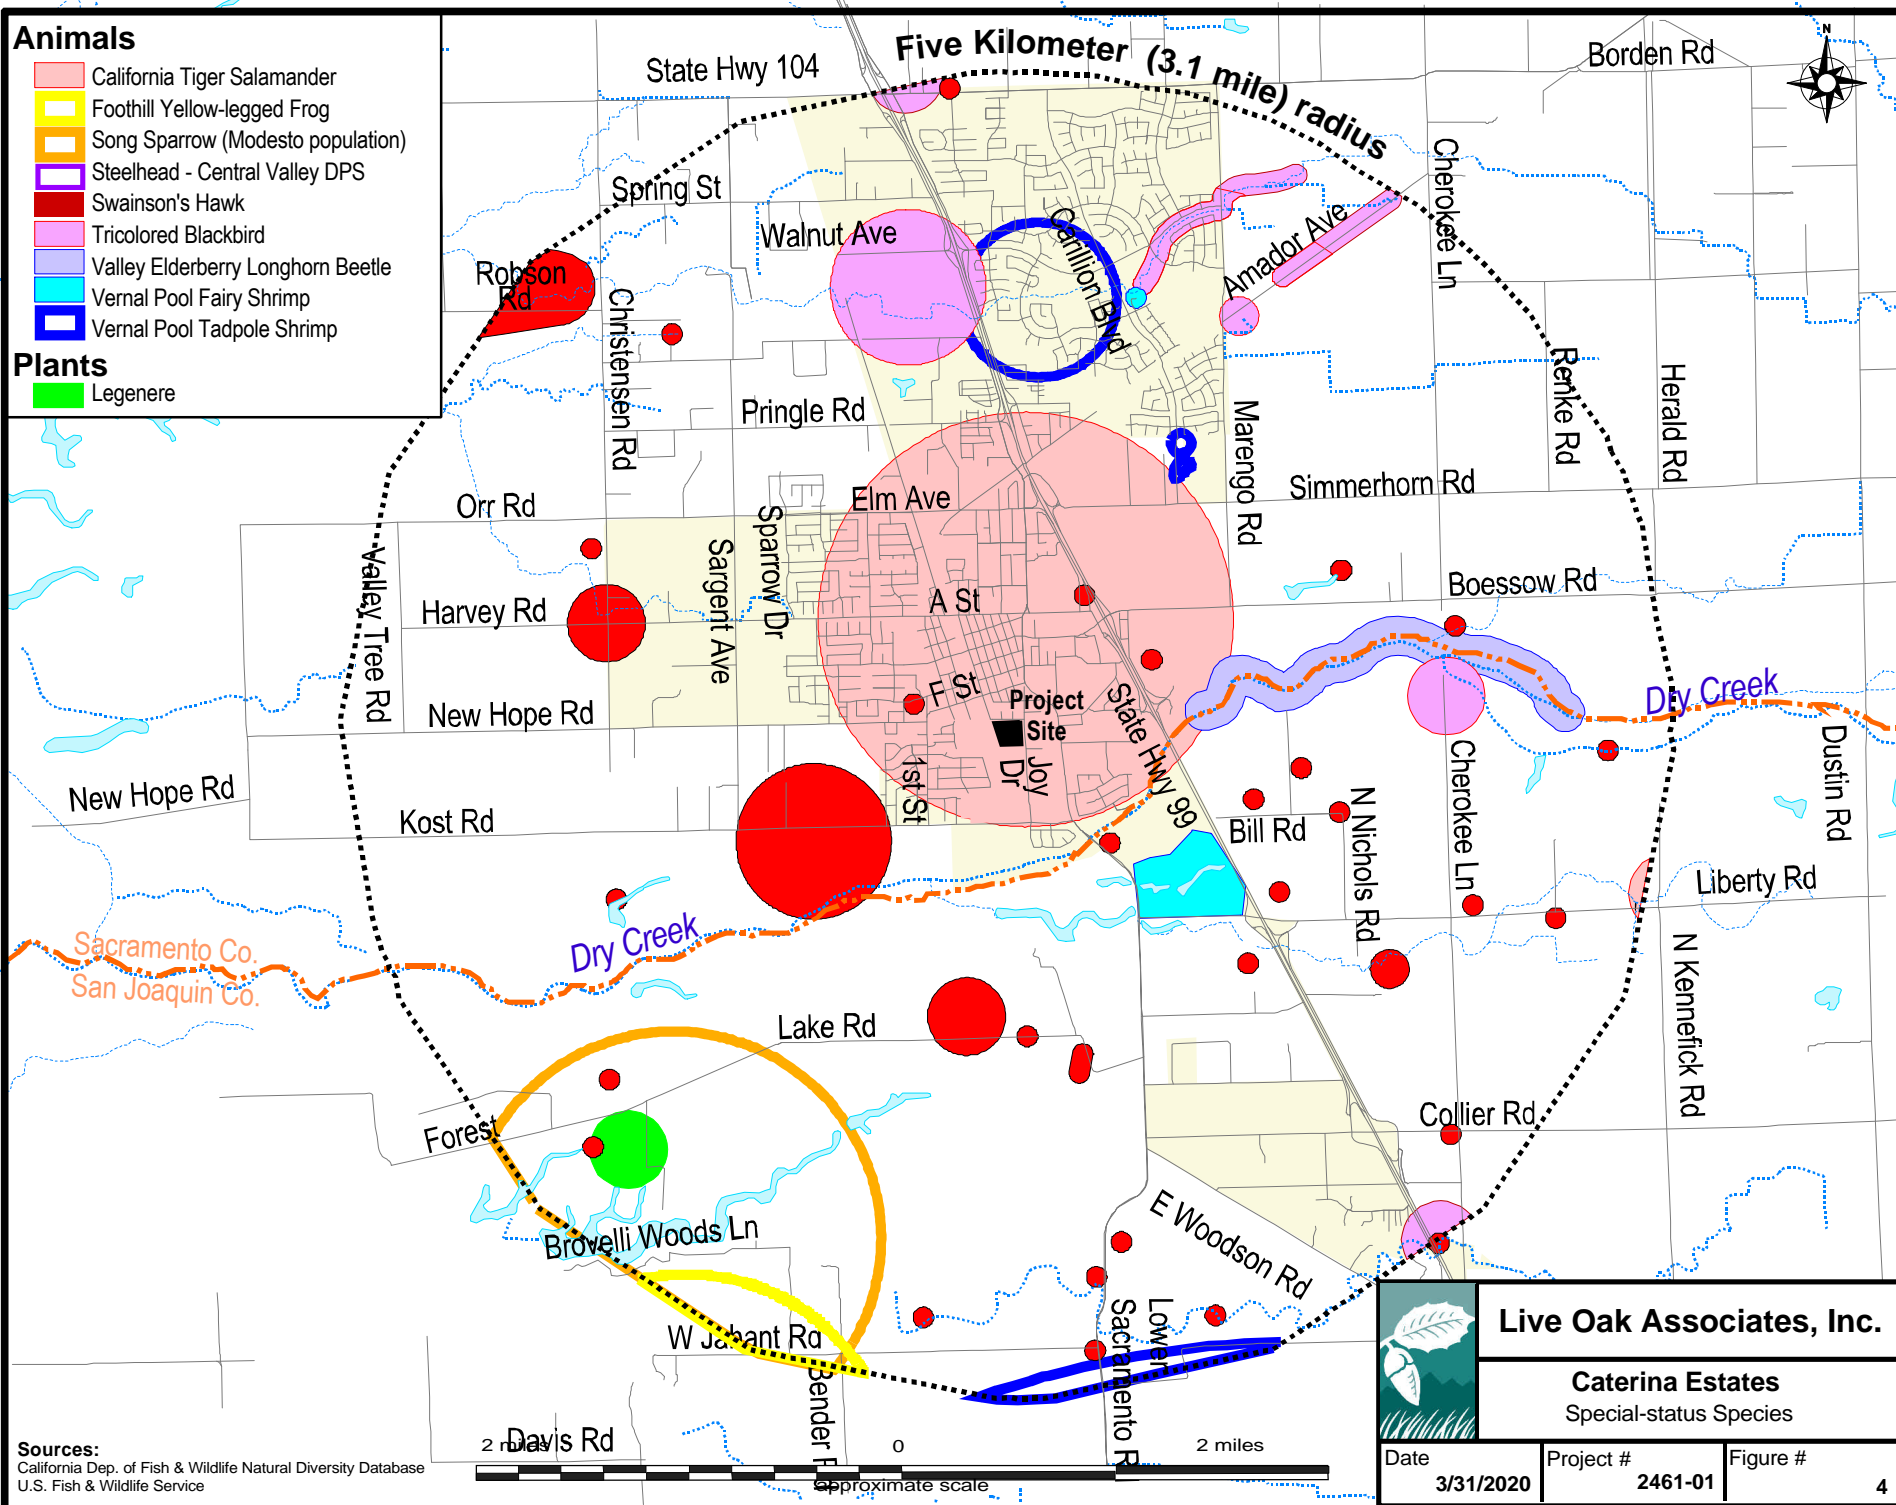 Animals
California Tiger Salamander
Foothill Yellow-legged Frog
Song Sparrow (Modesto population)
Steelhead - Central Valley DPS
Swainson's Hawk
Tricolored Blackbird
Valley Elderberry Longhorn Beetle
Vernal Pool Fairy Shrimp
Vernal Pool Tadpole Shrimp
Plants
Legenere
Five Kilometer (3.1 mile) radius
State Hwy 104
Borden Rd
N
Spring St
Walnut Ave
Carillion Blvd
Amador Ave
Cherokee Ln
Robson
Rd
Christensen Rd
Pringle Rd
Marengo Rd
Renke Rd
Herald Rd
Orr Rd
Elm Ave
Simmerhorn Rd
Valley Tree Rd
Harvey Rd
Sargent Ave
Sparrow Dr
A St
Boessow Rd
F St
Project
Site
New Hope Rd
State Hwy 99
Dry Creek
New Hope Rd
Kost Rd
1st St
Joy
Dr
Bill Rd
N Nichols Rd
Cherokee Ln
Dustin Rd
Liberty Rd
Sacramento Co.
San Joaquin Co.
Dry Creek
Lake Rd
N Kennefick Rd
Forest
Collier Rd
Brovelli Woods Ln
E Woodson Rd
W Jahant Rd
Lower
Sacramento R
Bender R
Davis Rd
2 miles
0
2 miles
approximate scale
Sources:
California Dep. of Fish & Wildlife Natural Diversity Database
U.S. Fish & Wildlife Service
Live Oak Associates, Inc.
Caterina Estates
Special-status Species
Date
3/31/2020
Project #
2461-01
Figure #
4